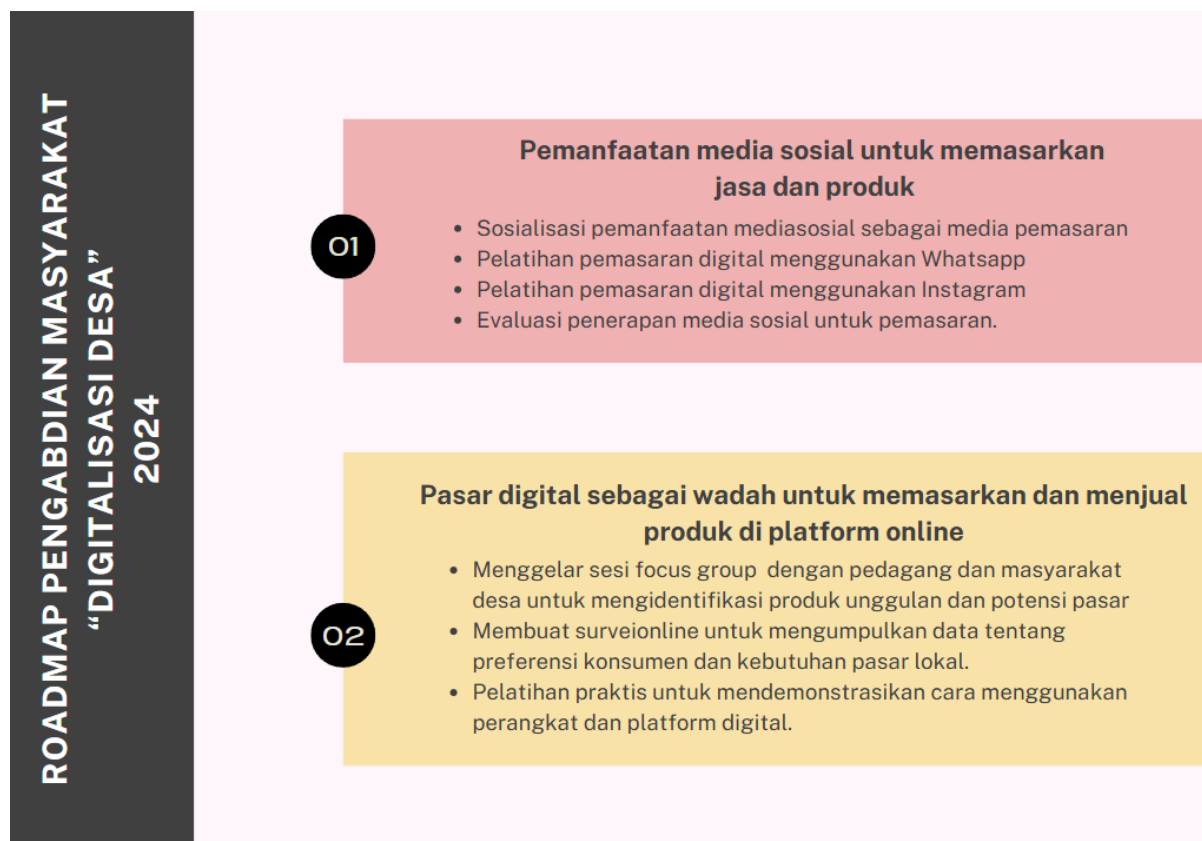 ROADMAP PENGABDIAN MASYARAKAT
“DIGITALISASI DESA”
2024
01
Pemanfaatan media sosial untuk memasarkan
jasa dan produk
• Sosialisasi pemanfaatan mediasosial sebagai media pemasaran
• Pelatihan pemasaran digital menggunakan Whatsapp
• Pelatihan pemasaran digital menggunakan Instagram
• Evaluasi penerapan media sosial untuk pemasaran.
02
Pasar digital sebagai wadah untuk memasarkan dan menjual
produk di platform online
• Menggelar sesi focus group  dengan pedagang dan masyarakat
desa untuk mengidentifikasi produk unggulan dan potensi pasar
• Membuat surveionline untuk mengumpulkan data tentang
preferensi konsumen dan kebutuhan pasar lokal.
• Pelatihan praktis untuk mendemonstrasikan cara menggunakan
perangkat dan platform digital.